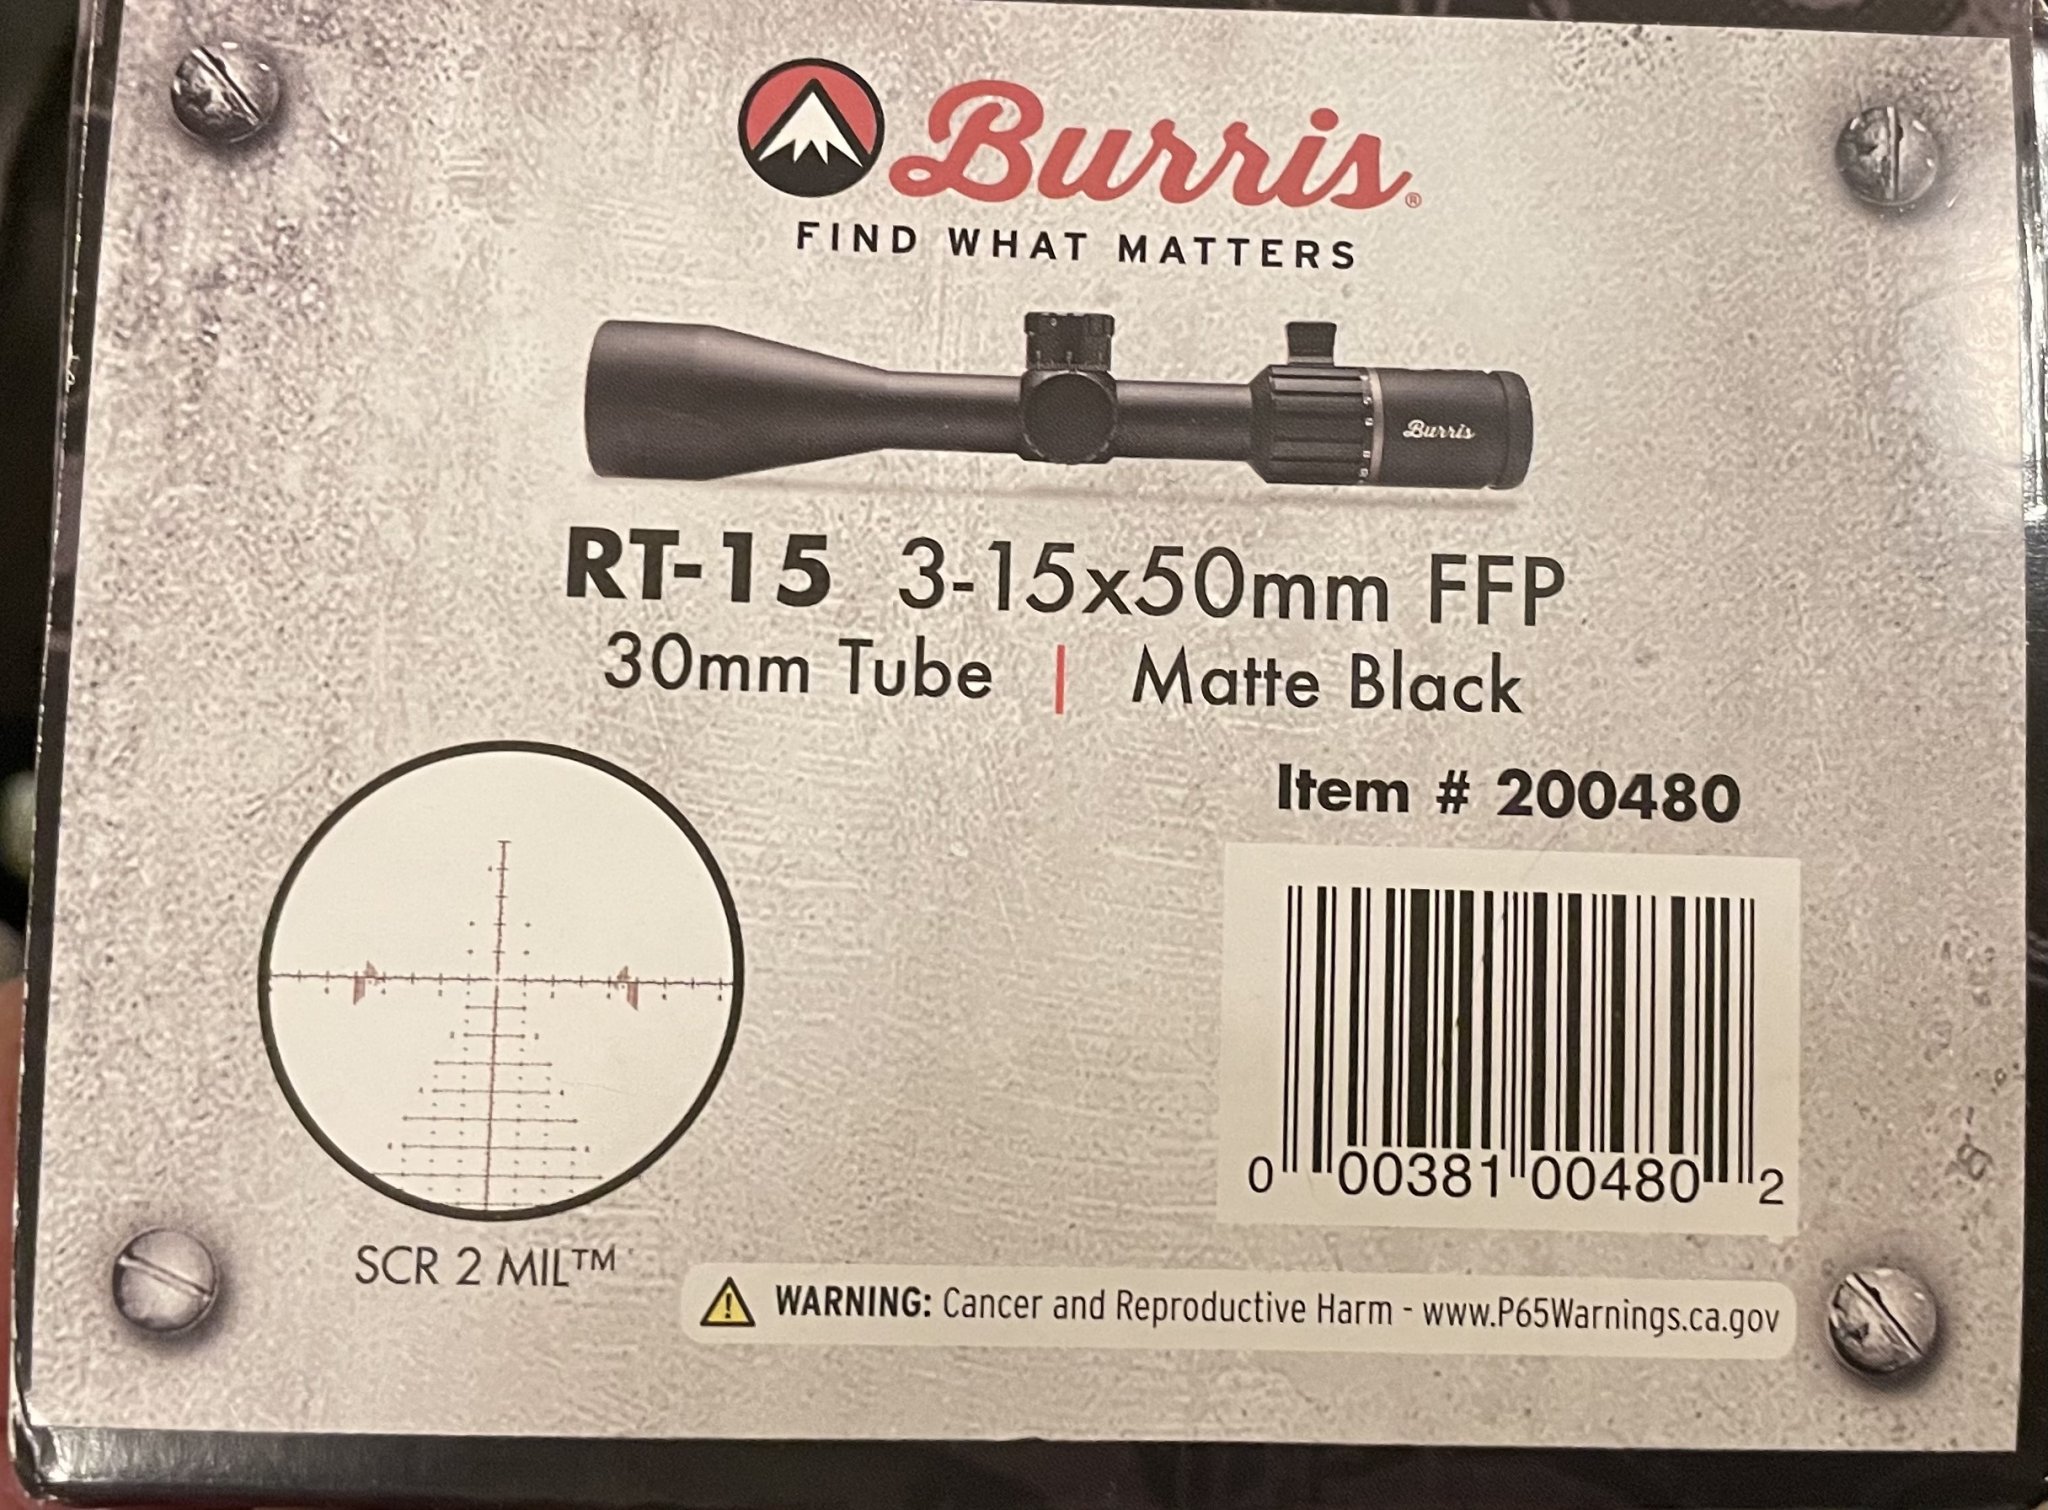 Burris®
FIND WHAT MATTERS
Burris
RT-15 3-15x50mm FFP
30mm Tube | Matte Black
Item # 200480
0 00381 00480 2
SCR 2 MIL™
WARNING: Cancer and Reproductive Harm - www.P65Warnings.ca.gov